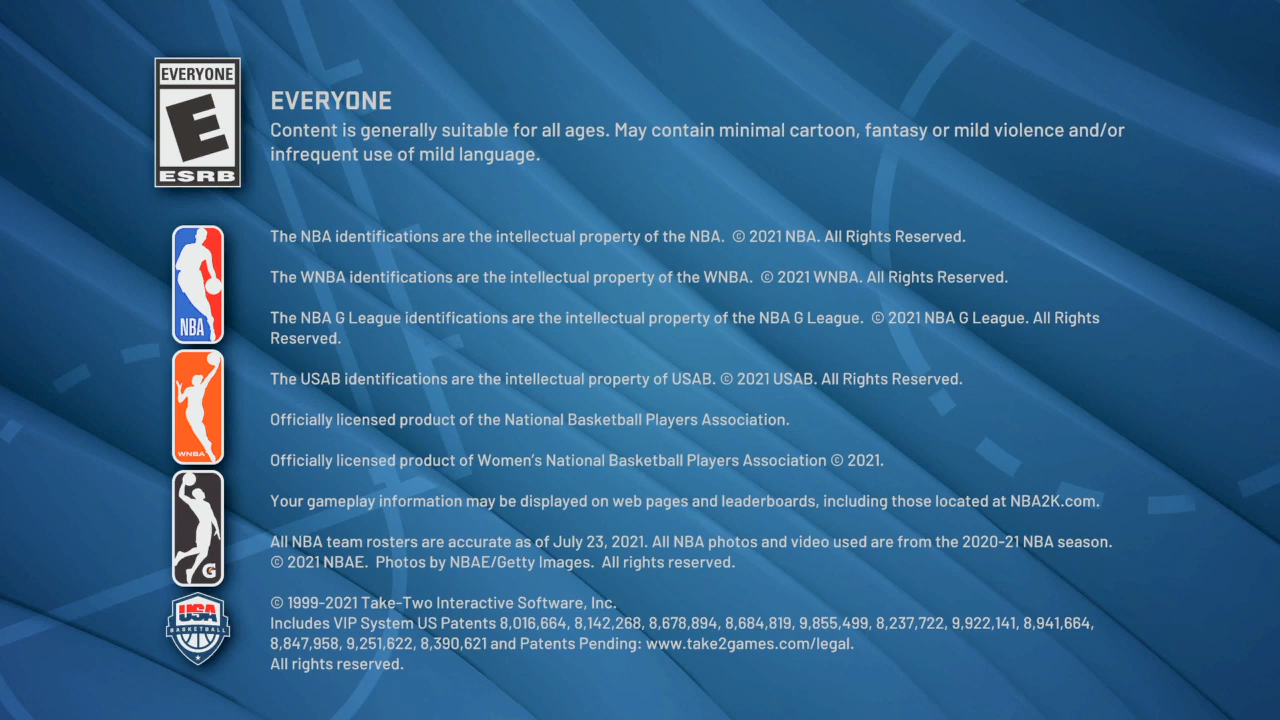 EVERYONE
E
ESRB
EVERYONE
Content is generally suitable for all ages. May contain minimal cartoon, fantasy or mild violence and/or
infrequent use of mild language.
The NBA identifications are the intellectual property of the NBA.  © 2021 NBA. All Rights Reserved.
The WNBA identifications are the intellectual property of the WNBA.  © 2021 WNBA. All Rights Reserved.
NBA
The NBA G League identifications are the intellectual property of the NBA G League.  © 2021 NBA G League. All Rights
Reserved.
The USAB identifications are the intellectual property of USAB. © 2021 USAB. All Rights Reserved.
Officially licensed product of the National Basketball Players Association.
WNBA
Officially licensed product of Women's National Basketball Players Association © 2021.
Your gameplay information may be displayed on web pages and leaderboards, including those located at NBA2K.com.
All NBA team rosters are accurate as of July 23, 2021. All NBA photos and video used are from the 2020-21 NBA season.
© 2021 NBAE.  Photos by NBAE/Getty Images.  All rights reserved.
G
© 1999-2021 Take-Two Interactive Software, Inc.
USA
BASKETBALL
Includes VIP System US Patents 8,016,664, 8,142,268, 8,678,894, 8,684,819, 9,855,499, 8,237,722, 9,922,141, 8,941,664,
8,847,958, 9,251,622, 8,390,621 and Patents Pending: www.take2games.com/legal.
All rights reserved.